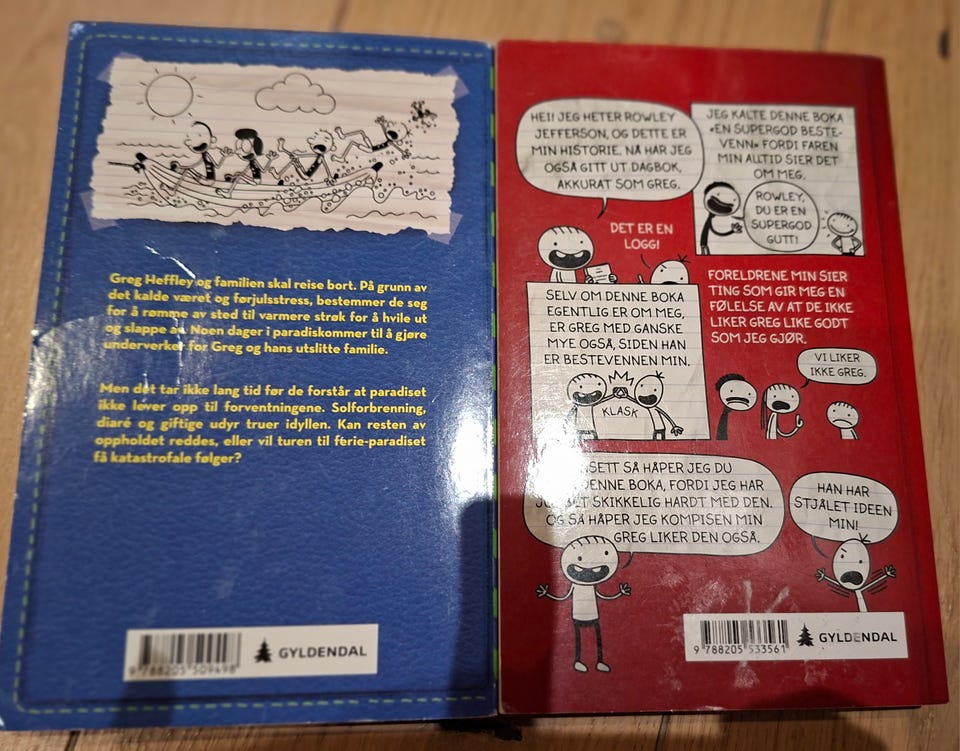 Greg Heffley og familien skal reise bort. På grunn av
det kalde været og førjulsstress, bestemmer de seg
for å rømme av sted til varmere strøk for å hvile ut
og slappe av. Noen dager i paradiskommer til å gjøre
underverker for Greg og hans utslitte familie.
Men det tar ikke lang tid før de forstår at paradiset
ikke lever opp til forventningene. Solforbrenning,
diaré og giftige udyr truer idyllen. Kan resten av
oppholdet reddes, eller vil turen til ferie-paradiset
få katastrofale følger?
9 788205 509498
GYLDENDAL
HEI! JEG HETER ROWLEY
JEFFERSON, OG DETTE ER
MIN HISTORIE. NÅ HAR JEG
OGSÅ GITT UT DAGBOK,
AKKURAT SOM GREG.
DET ER EN
LOGG!
JEG KALTE DENNE BOKA
«EN SUPERGOD BESTE-
VENN» FORDI FAREN
MIN ALLTID SIER DET
OM MEG.
ROWLEY,
DU ER EN
SUPERGOD
GUTT!
SELV OM DENNE BOKA
EGENTLIG ER OM MEG,
ER GREG MED GANSKE
MYE OGSÅ, SIDEN HAN
ER BESTEVENNEN MIN.
KLASK
FORELDRENE MIN SIER
TING SOM GIR MEG EN
FØLELSE AV AT DE IKKE
LIKER GREG LIKE GODT
SOM JEG GJØR.
VI LIKER
IKKE GREG.
SETT SÅ HÅPER JEG DU
DENNE BOKA, FORDI JEG HAR
SKIKKELIG HARDT MED DEN.
OG SÅ HÅPER JEG KOMPISEN MIN
GREG LIKER DEN OGSÅ.
HAN HAR
STJÅLET IDEEN
MIN!
9 788205 533561
GYLDENDAL